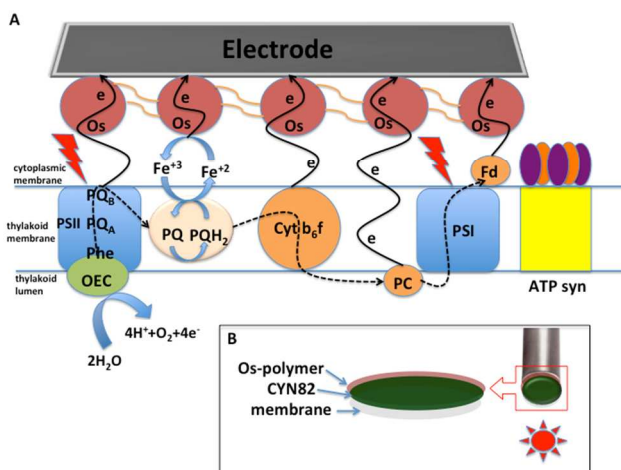 A
Electrode
e
e
e
e
e
Os
Os
Os
Os
Os
Fe+3
Fe+2
e
e
Fd
cytoplasmic
membrane
PQB
thylakoid
membrane
PSII
PQA
PQ
PQH2
Cyt b6f
PSI
Phe
thylakoid
lumen
OEC
PC
ATP syn
4H++O2+4e-
2H2O
B
Os-polymer
CYN82
membrane